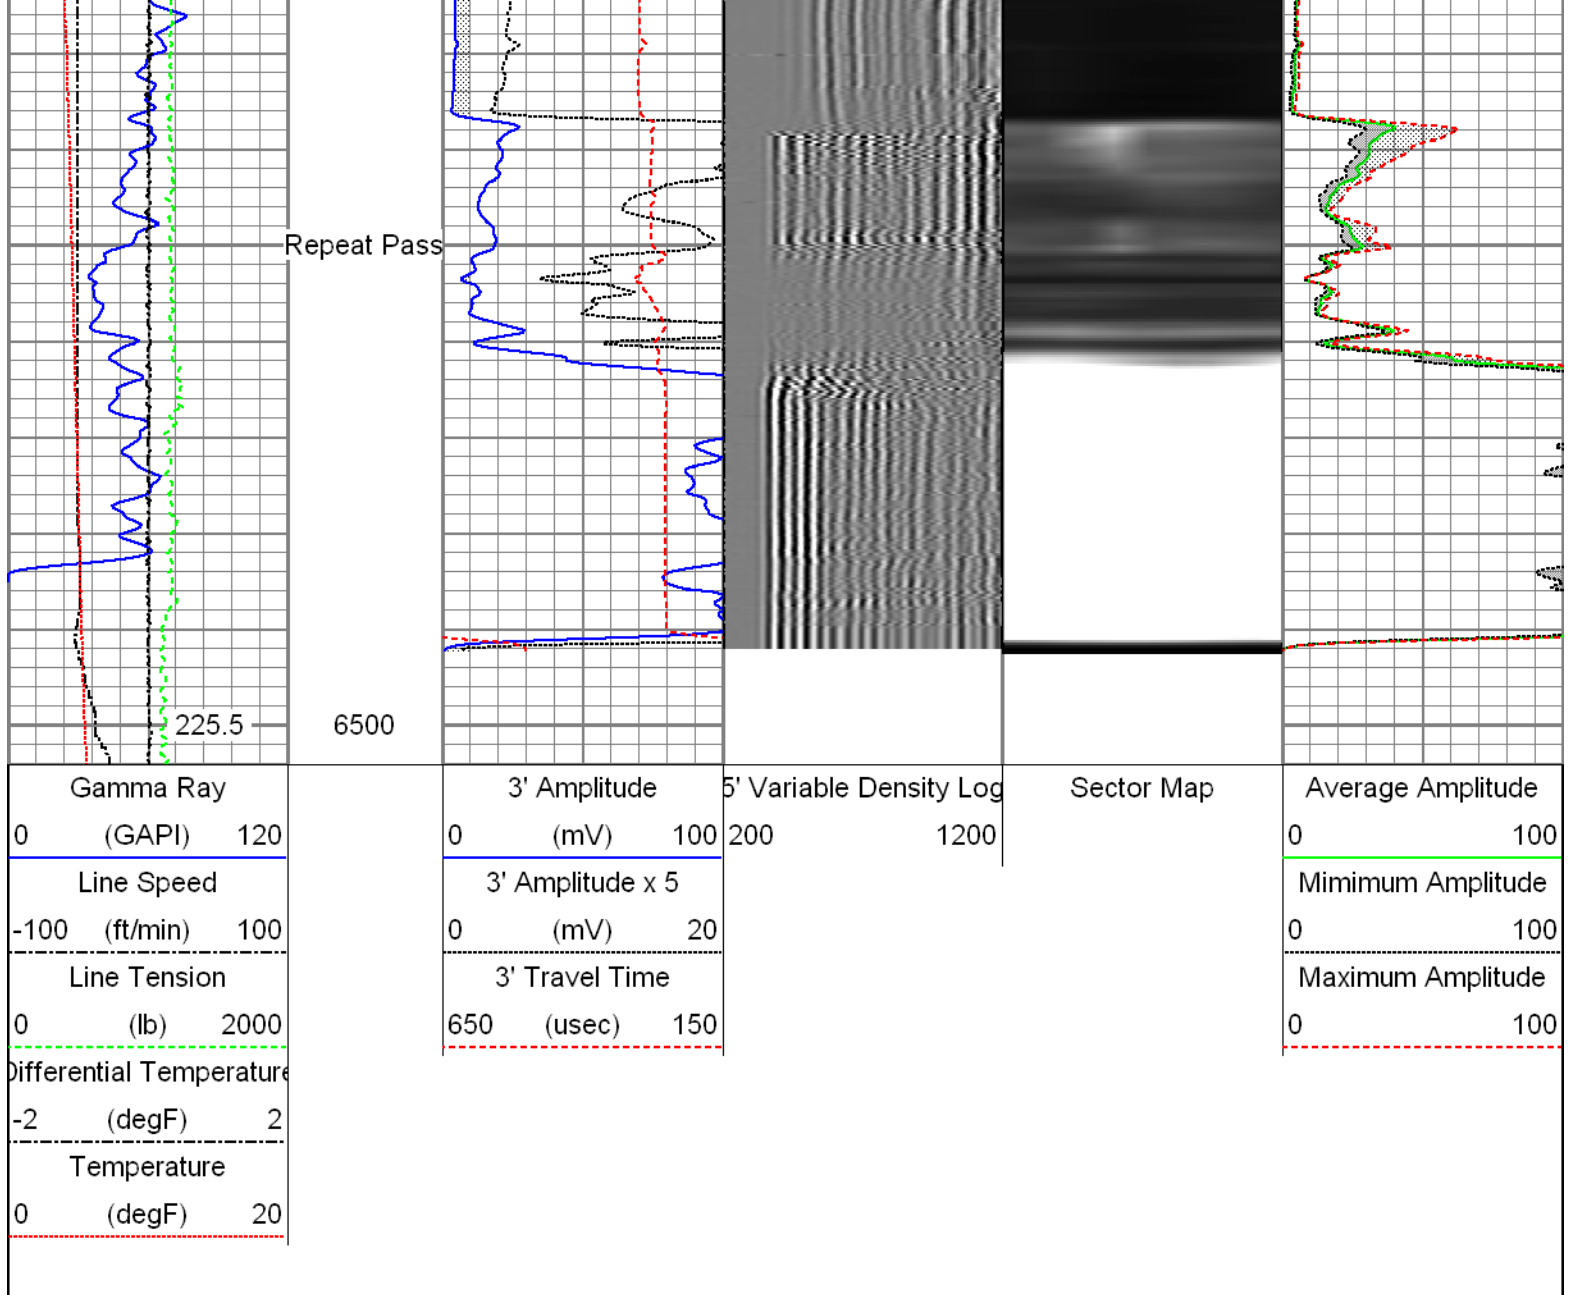 Repeat Pass
225.5
6500
Gamma Ray
0 (GAPI) 120
Line Speed
-100 (ft/min) 100
Line Tension
0 (lb) 2000
Differential Temperature
-2 (degF) 2
Temperature
0 (degF) 20
3' Amplitude
0 (mV) 100
3' Amplitude x 5
0 (mV) 20
3' Travel Time
650 (usec) 150
5' Variable Density Log
200 1200
Sector Map
Average Amplitude
0 100
Mimimum Amplitude
0 100
Maximum Amplitude
0 100